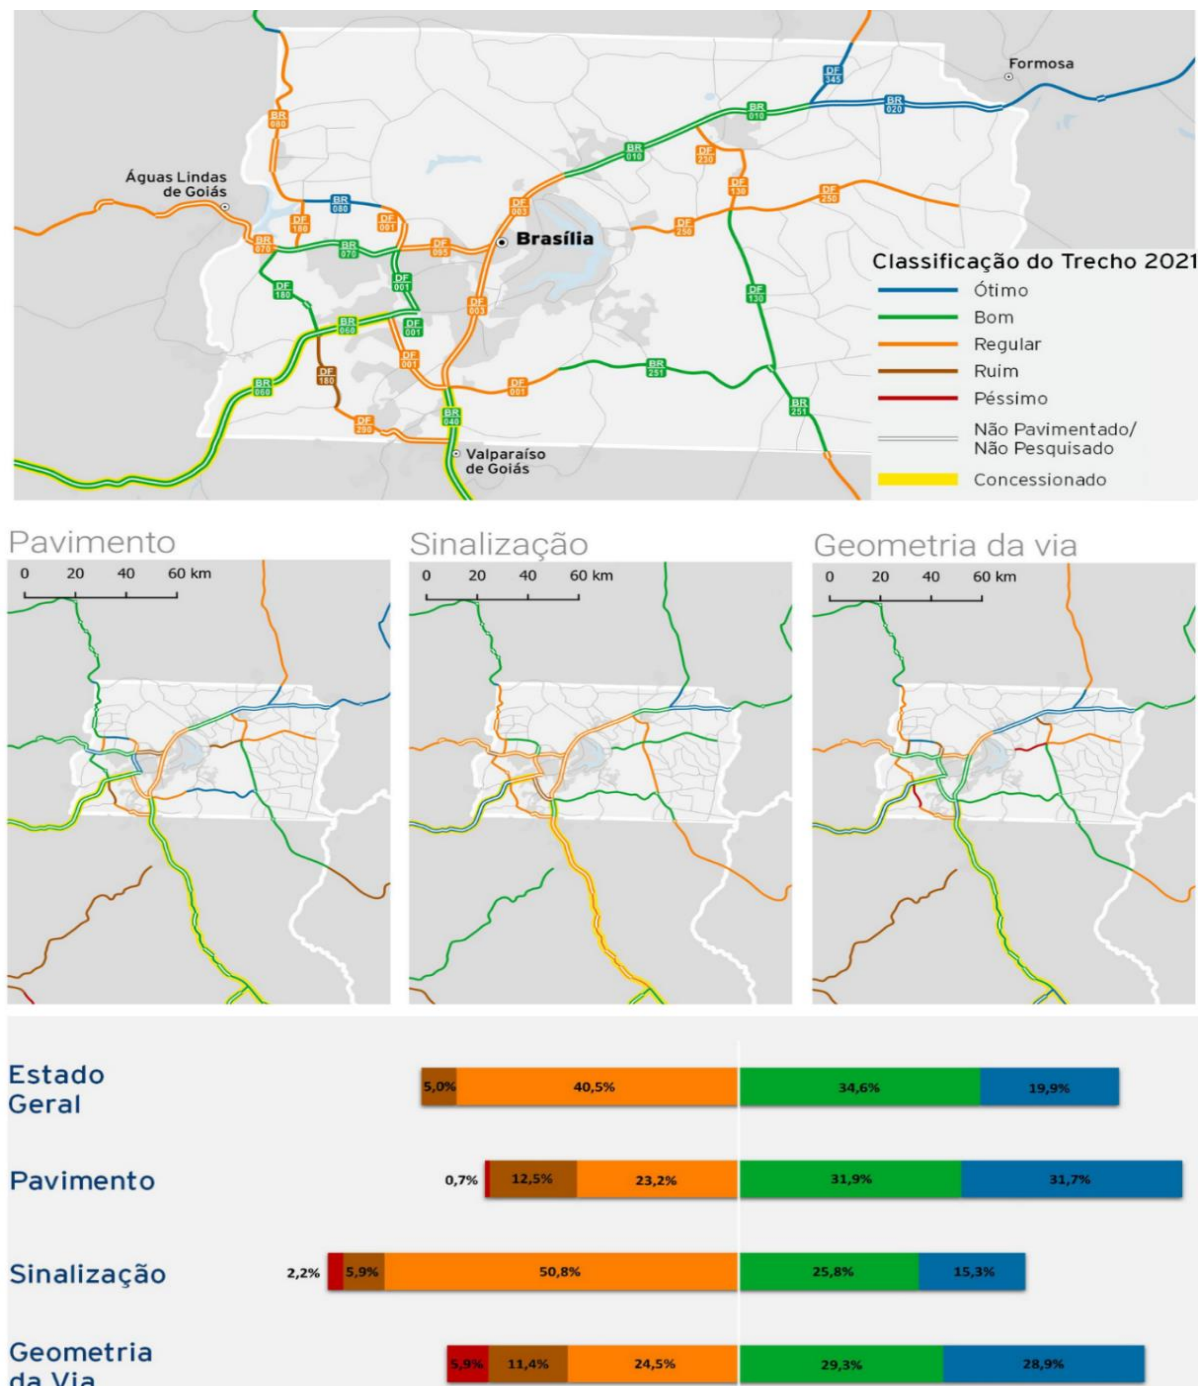 Formosa
DF
345
BR
020
BR
010
BR
080
BR
010
DF
230
Águas Lindas
de Goiás
DF
130
DF
250
BR
080
DF
003
DF
180
DF
001
DF
250
Brasília
BR
070
BR
070
DF
095
Classificação do Trecho 2021
DF
001
DF
180
DF
130
Ótimo
DF
003
Bom
BR
060
DF
001
Regular
DF
001
BR
251
Ruim
DF
180
BR
060
DF
001
Péssimo
BR
251
BR
040
DF
290
Não Pavimentado/
Não Pesquisado
Valparaíso
de Goiás
Concessionado
Pavimento
0 20 40 60 km
Sinalização
0 20 40 60 km
Geometria da via
0 20 40 60 km
Estado
Geral
5,0% 40,5% 34,6% 19,9%
Pavimento
0,7% 12,5% 23,2% 31,9% 31,7%
Sinalização
2,2% 5,9% 50,8% 25,8% 15,3%
Geometria
da Via
5,9% 11,4% 24,5% 29,3% 28,9%